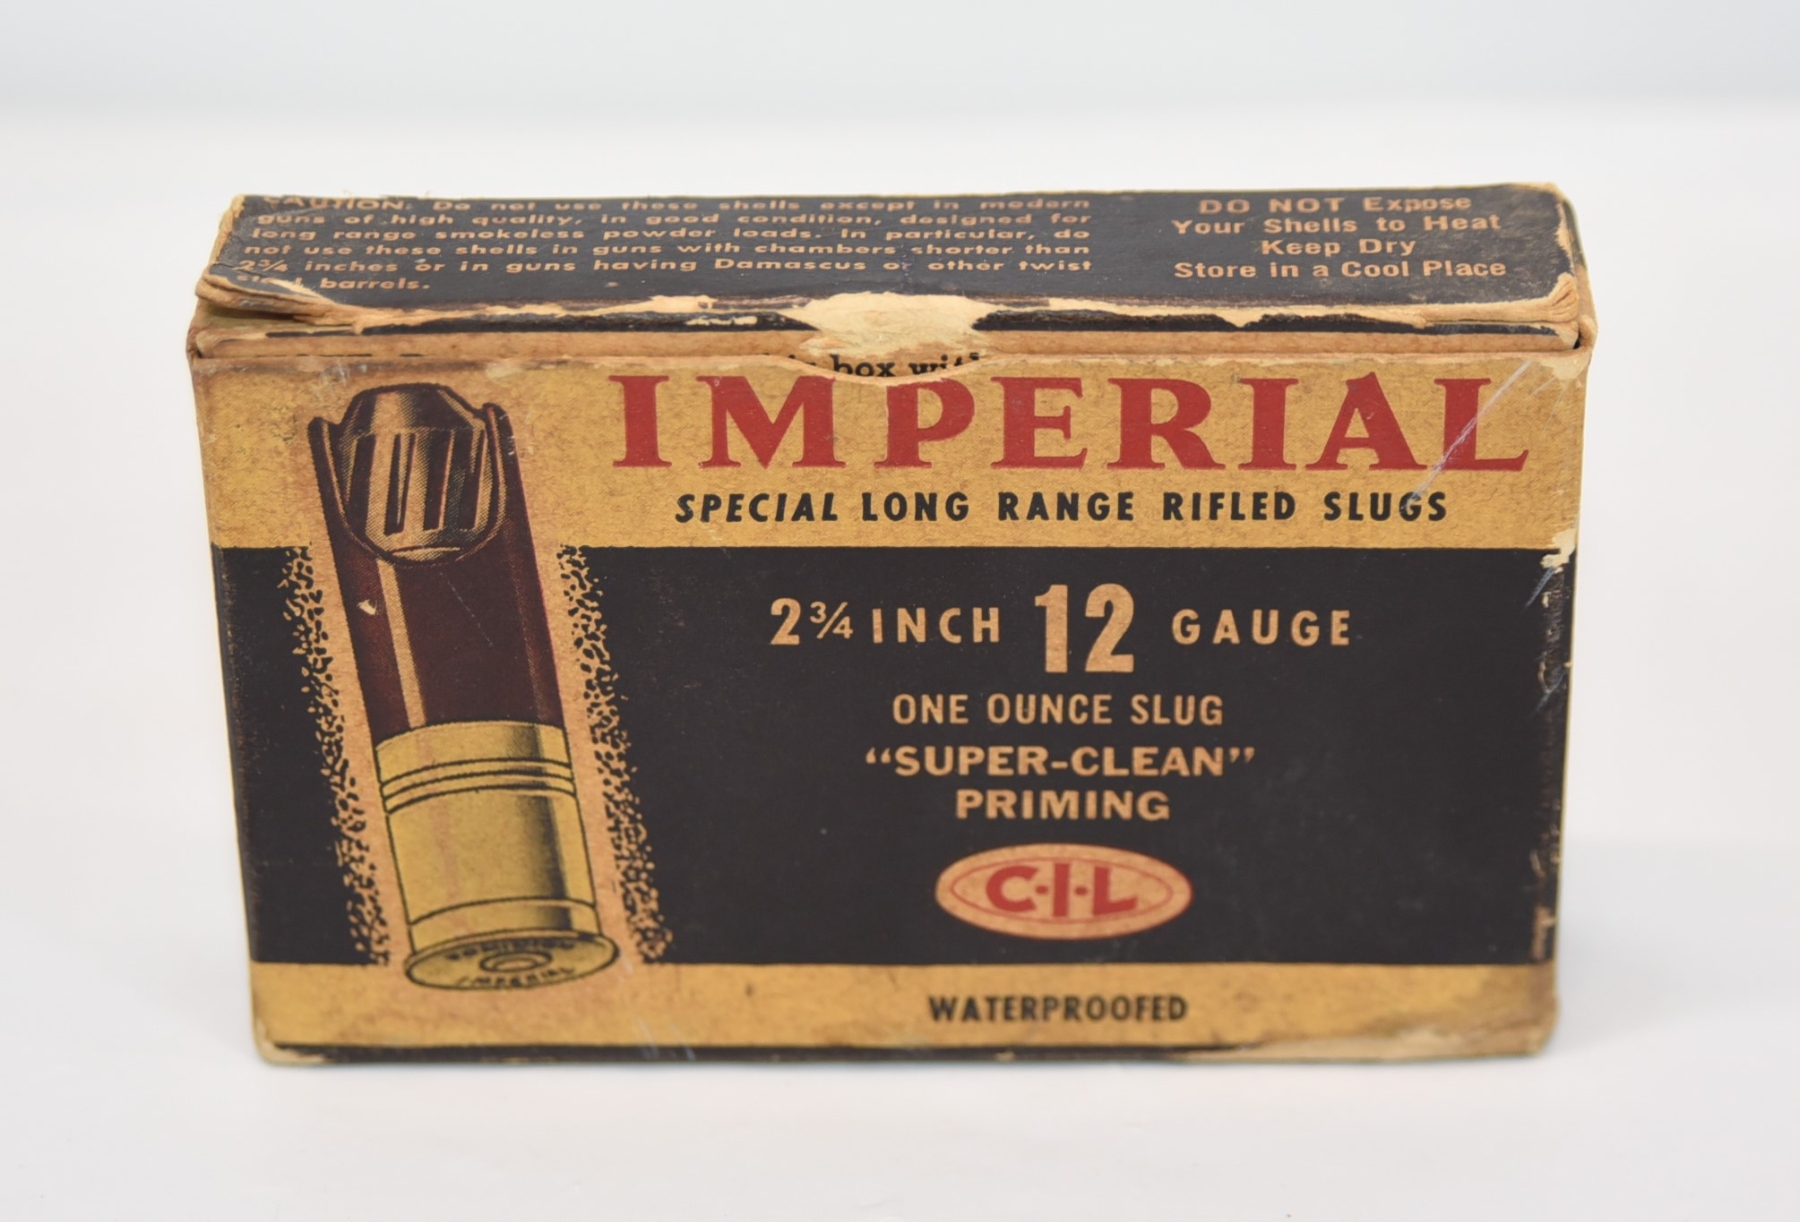 CAUTION. Do not use these shells except in modern
guns of high quality, in good condition, designed for
long range smokeless powder loads. In particular, do
not use these shells in guns with chambers shorter than
2¾ inches or in guns having Damascus or other twist
barrels.
DO NOT Expose
Your Shells to Heat
Keep Dry
Store in a Cool Place
box with
IMPERIAL
SPECIAL LONG RANGE RIFLED SLUGS
2¾ INCH 12 GAUGE
ONE OUNCE SLUG
“SUPER-CLEAN”
PRIMING
C·I·L
DOMINION
IMPERIAL
WATERPROOFED